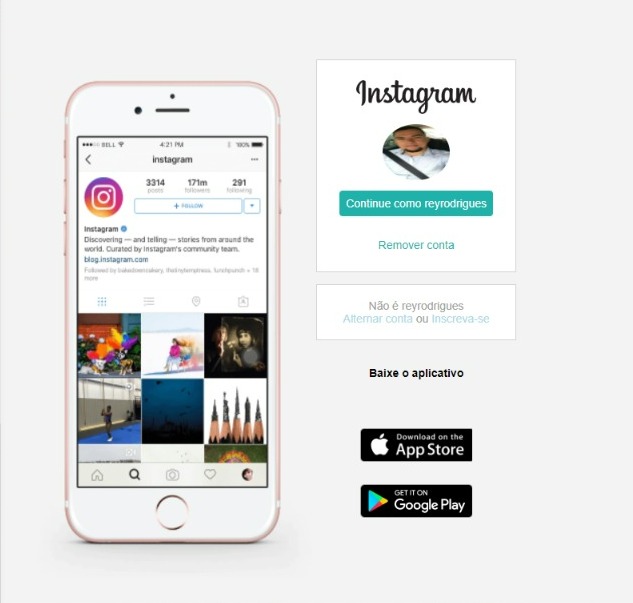 BELL 4:21 PM 100%
instagram
3314 171m 291
posts followers following
+ FOLLOW
Instagram
Discovering — and telling — stories from around the
world. Curated by Instagram's community team.
blog.instagram.com
Followed by bakedowncakery, thetinyhemptress, lunchpunch + 18
more
Instagram
Continue como reyrodrigues
Remover conta
Não é reyrodrigues
Alternar conta ou Inscreva-se
Baixe o aplicativo
Download on the
App Store
GET IT ON
Google Play